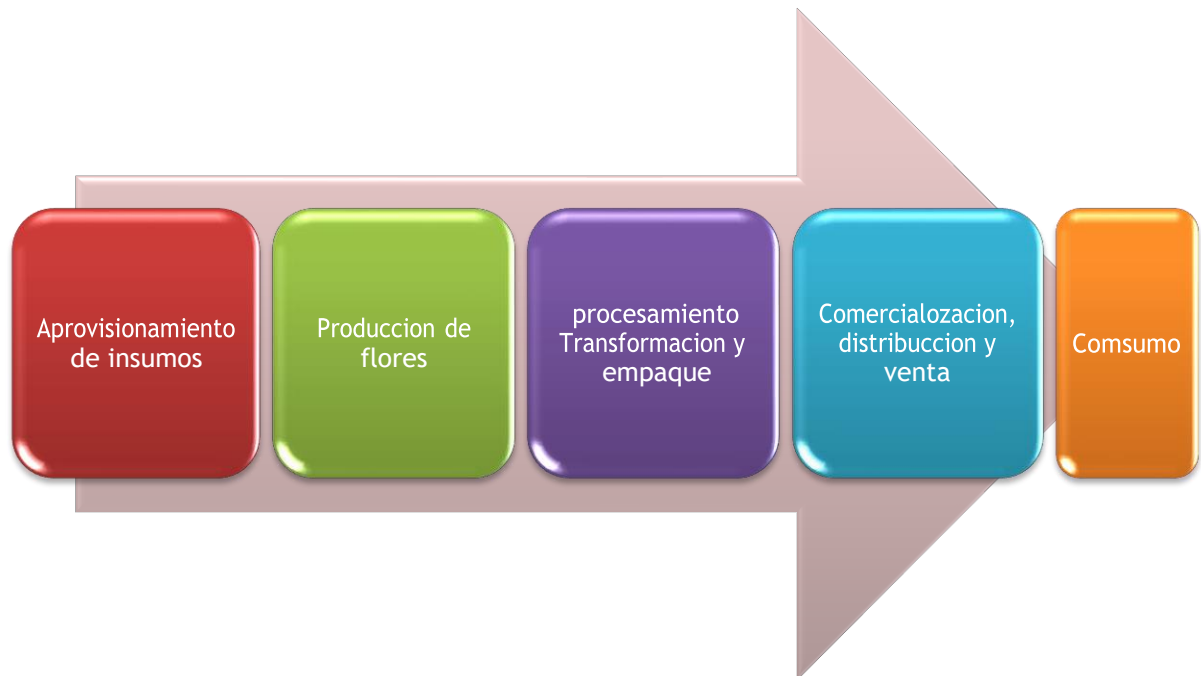 Aprovisionamiento
de insumos
Produccion de
flores
procesamiento
Transformacion y
empaque
Comercialozacion,
distribuccion y
venta
Comsumo